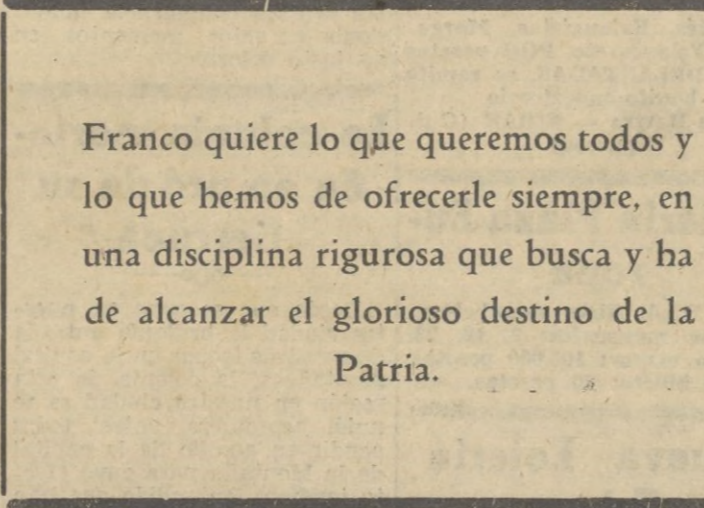 Franco quiere lo que queremos todos y
lo que hemos de ofrecerle siempre, en
una disciplina rigurosa que busca y ha
de alcanzar el glorioso destino de la
Patria.